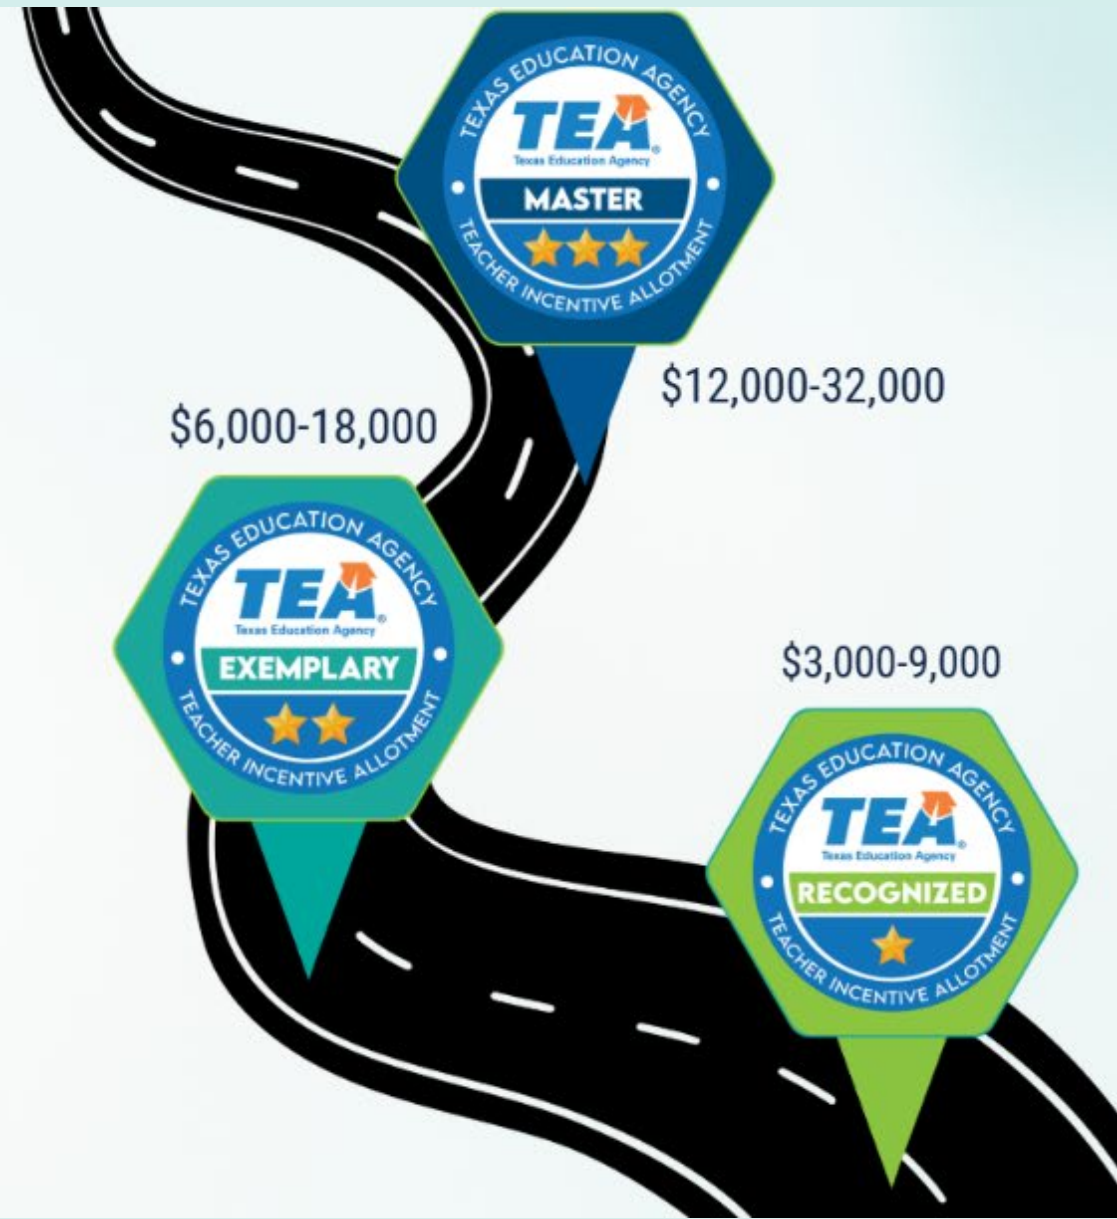 TEXAS EDUCATION AGENCY
TEA
Texas Education Agency
MASTER
TEACHER INCENTIVE ALLOTMENT
$12,000-32,000
$6,000-18,000
TEXAS EDUCATION AGENCY
TEA
Texas Education Agency
EXEMPLARY
TEACHER INCENTIVE ALLOTMENT
$3,000-9,000
TEXAS EDUCATION AGENCY
TEA
Texas Education Agency
RECOGNIZED
TEACHER INCENTIVE ALLOTMENT